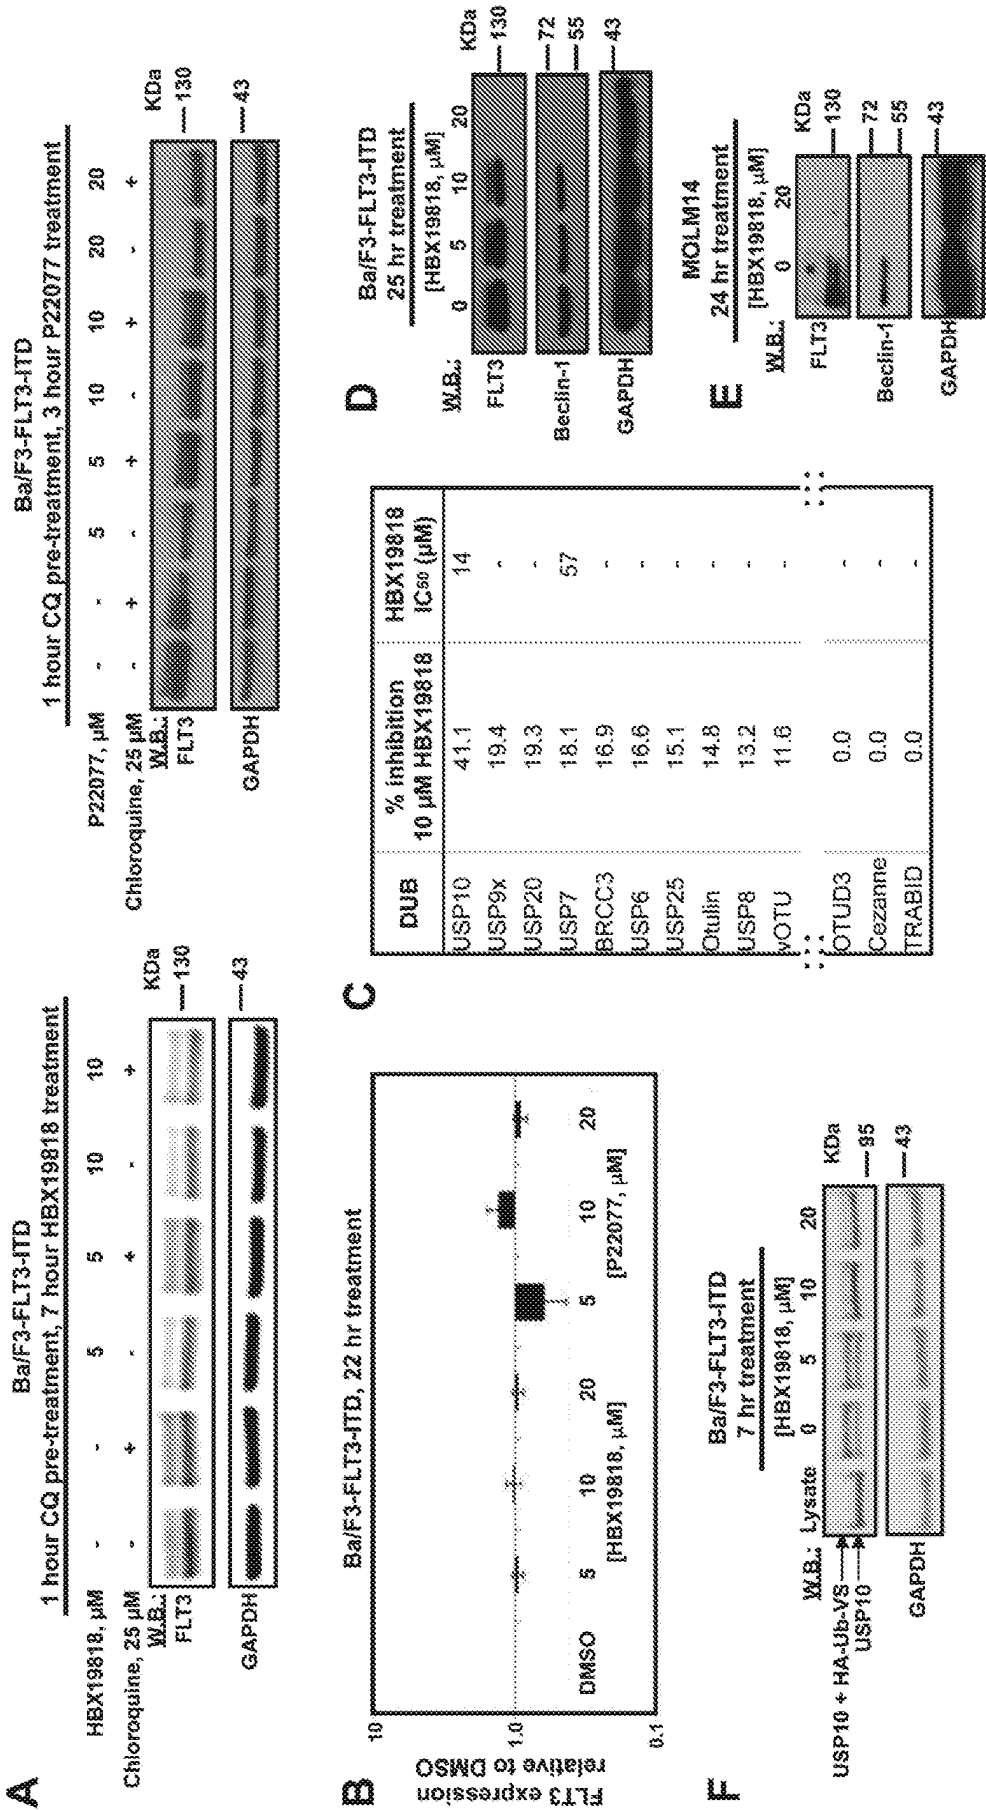 A
Ba/F3-FLT3-ITD
1 hour CQ pre-treatment, 7 hour HBX19818 treatment
HBX19818, µM - - 5 5 10 10
Chloroquine, 25 µM - + - + - +
W.B.: KDa
FLT3 130
GAPDH 43
Ba/F3-FLT3-ITD
1 hour CQ pre-treatment, 3 hour P22077 treatment
P22077, µM - - 5 5 10 10 20 20
Chloroquine, 25 µM - + - + - + - +
W.B.: KDa
FLT3 130
GAPDH 43
B
Ba/F3-FLT3-ITD, 22 hr treatment
FLT3 expression
relative to DMSO
10
1.0
0.1
DMSO 5 10 20 5 10 20
[HBX19818, µM] [P22077, µM]
C
DUB % inhibition 10 µM HBX19818 HBX19818 IC50 (µM)
USP10 41.1 14
USP9x 19.4 -
USP20 19.3 -
USP7 18.1 57
BRCC3 16.9 -
USP6 16.6 -
USP25 15.1 -
Otulin 14.8 -
USP8 13.2 -
vOTU 11.6 -
OTUD3 0.0 -
Cezanne 0.0 -
TRABID 0.0 -
D
Ba/F3-FLT3-ITD
25 hr treatment
[HBX19818, µM]
W.B.: 0 5 10 20 KDa
FLT3 130
Beclin-1 72
55
GAPDH 43
E
MOLM14
24 hr treatment
[HBX19818, µM]
W.B.: 0 20 KDa
FLT3 * 130
Beclin-1 72
55
GAPDH 43
F
Ba/F3-FLT3-ITD
7 hr treatment
[HBX19818, µM]
W.B.: Lysate 0 5 10 20 KDa
USP10 + HA-Ub-VS
USP10 95
GAPDH 43